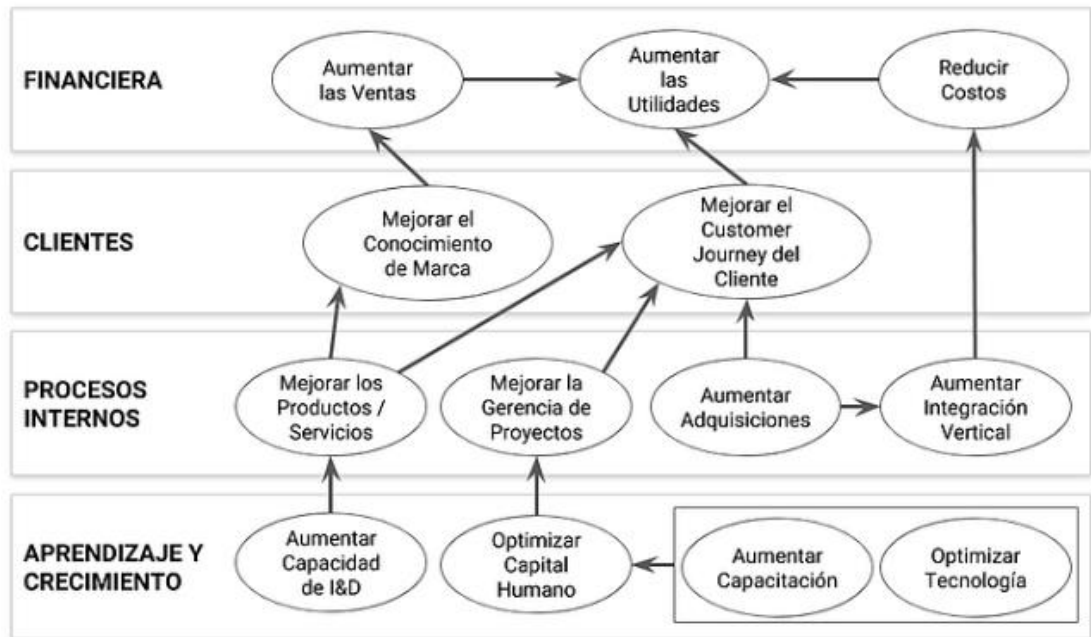 FINANCIERA
Aumentar
las Ventas
Aumentar
las
Utilidades
Reducir
Costos
CLIENTES
Mejorar el
Conocimiento
de Marca
Mejorar el
Customer
Journey del
Cliente
PROCESOS
INTERNOS
Mejorar los
Productos /
Servicios
Mejorar la
Gerencia de
Proyectos
Aumentar
Adquisiciones
Aumentar
Integración
Vertical
APRENDIZAJE Y
CRECIMIENTO
Aumentar
Capacidad
de I&D
Optimizar
Capital
Humano
Aumentar
Capacitación
Optimizar
Tecnología